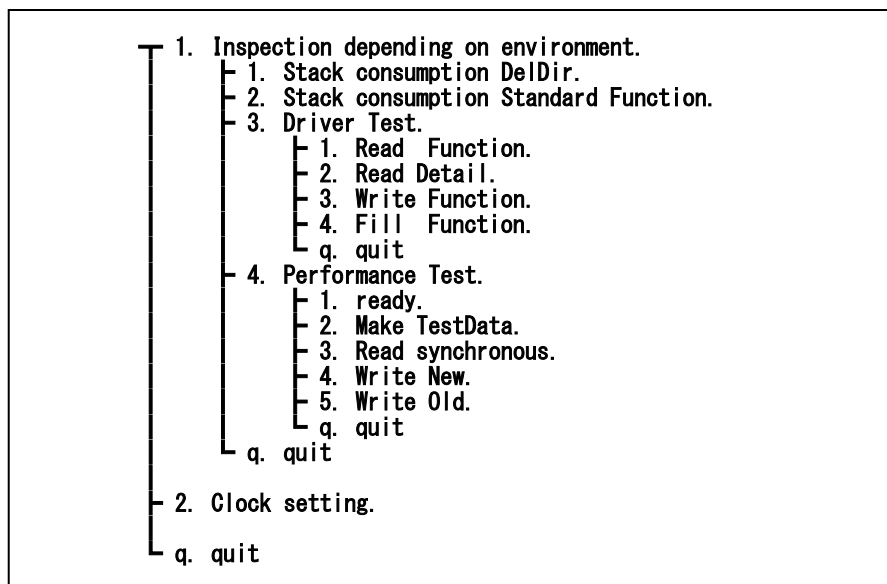 1. Inspection depending on environment.
1. Stack consumption DelDir.
2. Stack consumption Standard Function.
3. Driver Test.
1. Read  Function.
2. Read Detail.
3. Write Function.
4. Fill  Function.
q. quit
4. Performance Test.
1. ready.
2. Make TestData.
3. Read synchronous.
4. Write New.
5. Write Old.
q. quit
q. quit
2. Clock setting.
q. quit